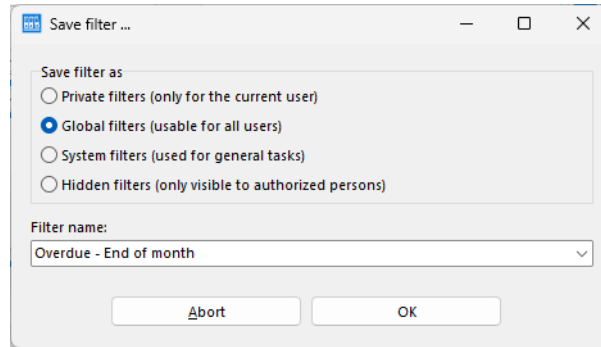 Save filter ...
Save filter as
Private filters (only for the current user)
Global filters (usable for all users)
System filters (used for general tasks)
Hidden filters (only visible to authorized persons)
Filter name:
Overdue - End of month
Abort
OK